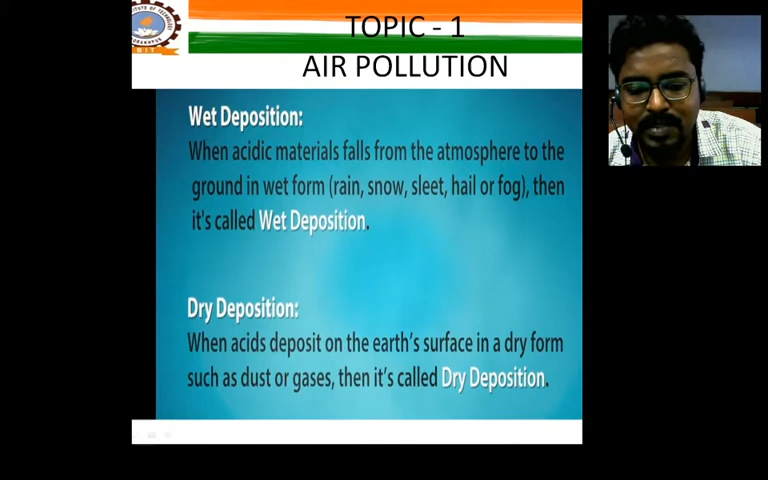 TOPIC - 1
AIR POLLUTION
Wet Deposition:
When acidic materials falls from the atmosphere to the
ground in wet form (rain, snow, sleet, hail or fog), then
it's called Wet Deposition.
Dry Deposition:
When acids deposit on the earth's surface in a dry form
such as dust or gases, then it's called Dry Deposition.